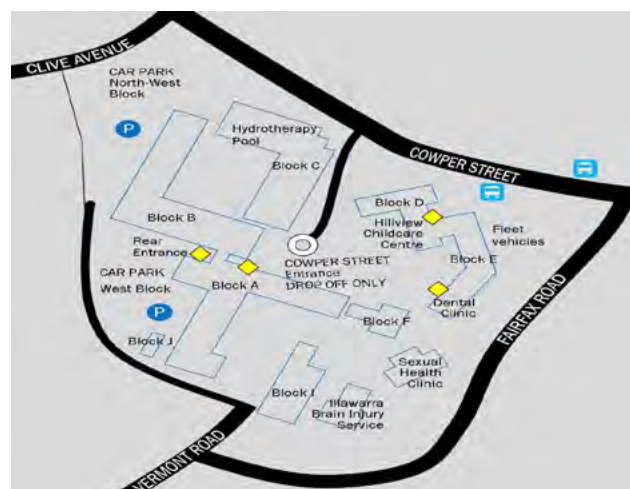 CLIVE AVENUE
CAR PARK
North-West
Block
P
Hydrotherapy
Pool
Block C
COWPER STREET
Block D
Block B
Hillview
Childcare
Centre
Fleet
vehicles
Rear
Entrance
Block E
COWPER STREET
Entrance
DROP OFF ONLY
CAR PARK
West Block
Block A
Dental
Clinic
P
Block F
FAIRFAX ROAD
Block J
Sexual
Health
Clinic
Block I
Illawarra
Brain Injury
Service
VERMONT ROAD